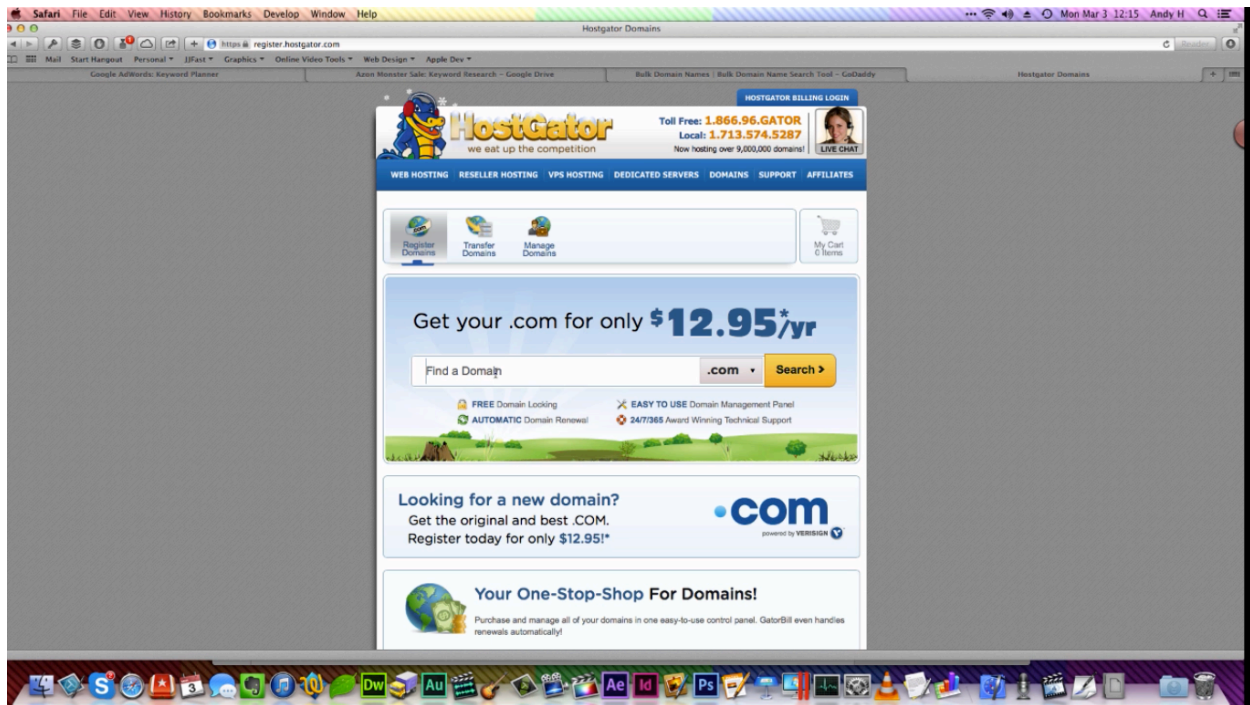 Safari File Edit View History Bookmarks Develop Window Help
Mon Mar 3 12:15 Andy H
Hostgator Domains
https register.hostgator.com
Reader
Mail Start Hangout Personal JJFast Graphics Online Video Tools Web Design Apple Dev
Google AdWords: Keyword Planner
Azon Monster Sale: Keyword Research – Google Drive
Bulk Domain Names | Bulk Domain Name Search Tool – GoDaddy
Hostgator Domains
HOSTGATOR BILLING LOGIN
HostGator
we eat up the competition
Toll Free: 1.866.96.GATOR
Local: 1.713.574.5287
Now hosting over 9,000,000 domains!
LIVE CHAT
WEB HOSTING RESELLER HOSTING VPS HOSTING DEDICATED SERVERS DOMAINS SUPPORT AFFILIATES
Register Domains
Transfer Domains
Manage Domains
My Cart
0 Items
Get your .com for only $12.95*/yr
Find a Domain
.com
Search >
FREE Domain Locking
EASY TO USE Domain Management Panel
AUTOMATIC Domain Renewal
24/7/365 Award Winning Technical Support
Looking for a new domain?
Get the original and best .COM.
Register today for only $12.95!*
.com
powered by VERISIGN
Your One-Stop-Shop For Domains!
Purchase and manage all of your domains in one easy-to-use control panel. GatorBill even handles
renewals automatically!
Dw
Au
Ae
Id
Ps